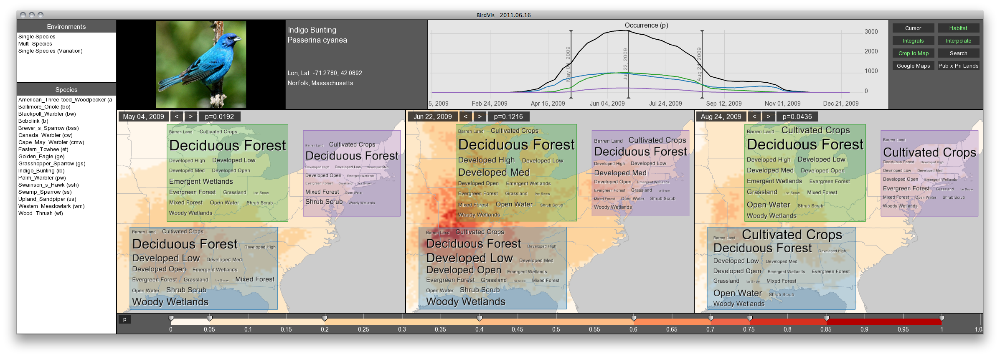 BirdVis 2011.06.16
Environments
Single Species
Multi-Species
Single Species (Variation)
Species
American_Three-toed_Woodpecker (a
Baltimore_Oriole (bo)
Blackpoll_Warbler (bw)
Bobolink (b)
Brewer_s_Sparrow (bss)
Canada_Warbler (cw)
Cape_May_Warbler (cmw)
Eastern_Towhee (et)
Golden_Eagle (ge)
Grasshopper_Sparrow (gs)
Indigo_Bunting (ib)
Palm_Warbler (pw)
Swainson_s_Hawk (ssh)
Swamp_Sparrow (ss)
Upland_Sandpiper (us)
Western_Meadowlark (wm)
Wood_Thrush (wt)
Indigo Bunting
Passerina cyanea
Lon, Lat: -71.2780, 42.0892
Norfolk, Massachusetts
Occurrence (p)
3000
2000
1000
0
May 04, 2009
Jun 22, 2009
Aug 24, 2009
5, 2009 Feb 24, 2009 Apr 15, 2009 Jun 04, 2009 Jul 24, 2009 Sep 12, 2009 Nov 01, 2009 Dec 21, 2009
Cursor Habitat
Integrals Interpolate
Crop to Map Search
Google Maps Pub x Pri Lands
May 04, 2009 < > p=0.0192
Barren Land Cultivated Crops
Deciduous Forest
Developed High Developed Low
Developed Med Developed Open
Emergent Wetlands
Evergreen Forest Grassland Ice Snow
Mixed Forest Open Water Shrub Scrub
Woody Wetlands
Barren Land Cultivated Crops
Deciduous Forest
Developed High Developed Low Developed Med
Developed Open Emergent Wetlands
Evergreen Forest Grassland Ice Snow
Mixed Forest Open Water
Shrub Scrub Woody Wetlands
Barren Land Cultivated Crops
Deciduous Forest Developed High
Developed Low Developed Med
Developed Open Emergent Wetlands
Evergreen Forest Grassland Ice Snow Mixed Forest
Open Water Shrub Scrub
Woody Wetlands
Jun 22, 2009 < > p=0.1216
Barren Land Cultivated Crops
Deciduous Forest
Developed High Developed Low
Developed Med
Developed Open Emergent Wetlands
Evergreen Forest Grassland Ice Snow
Mixed Forest Open Water Shrub Scrub
Woody Wetlands
Barren Land Cultivated Crops
Deciduous Forest
Developed High Developed Low
Developed Med
Developed Open Emergent Wetlands
Evergreen Forest Grassland Ice Snow
Mixed Forest Open Water Shrub Scrub
Woody Wetlands
Barren Land Cultivated Crops
Deciduous Forest Developed High
Developed Low Developed Med
Developed Open Emergent Wetlands
Evergreen Forest Grassland Ice Snow Mixed Forest
Open Water Shrub Scrub
Woody Wetlands
Aug 24, 2009 < > p=0.0436
Barren Land Cultivated Crops
Deciduous Forest
Developed High Developed Low
Developed Med Developed Open
Emergent Wetlands Evergreen Forest
Grassland Ice Snow Mixed Forest
Open Water Shrub Scrub
Woody Wetlands
Barren Land
Cultivated Crops
Deciduous Forest Developed High
Developed Low Developed Med
Developed Open Emergent Wetlands
Evergreen Forest Grassland Ice Snow
Mixed Forest Open Water Shrub Scrub
Woody Wetlands
Barren Land Cultivated Crops
Deciduous Forest Developed High
Developed Low Developed Med
Developed Open Emergent Wetlands Evergreen Forest
Grassland Ice Snow Mixed Forest
Open Water Shrub Scrub
Woody Wetlands
p
0 0.05 0.1 0.15 0.2 0.25 0.3 0.35 0.4 0.45 0.5 0.55 0.6 0.65 0.7 0.75 0.8 0.85 0.9 0.95 1 1.0